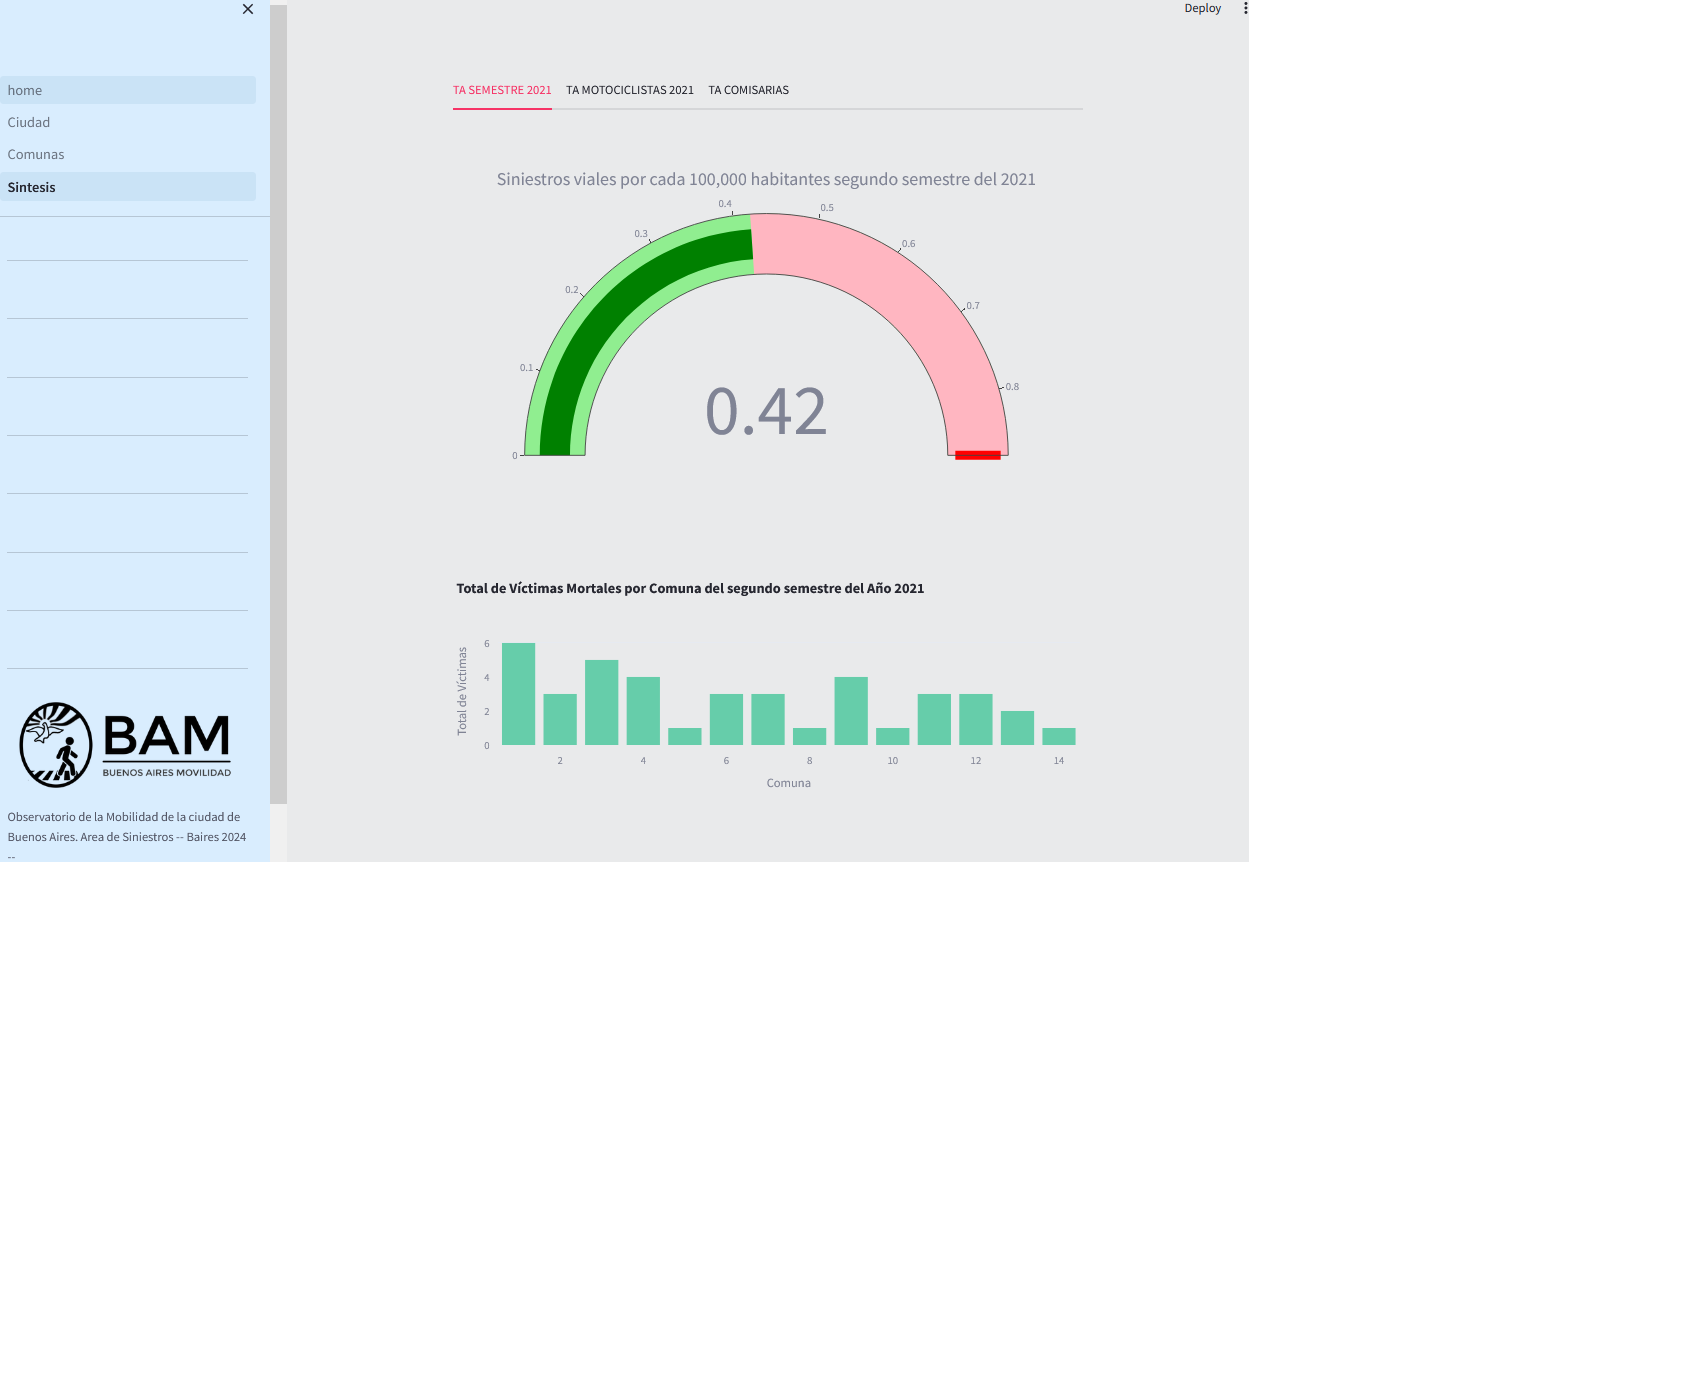 Deploy
home
Ciudad
Comunas
Sintesis
BAM
BUENOS AIRES MOVILIDAD
Observatorio de la Mobilidad de la ciudad de
Buenos Aires. Area de Siniestros -- Baires 2024
--
TA SEMESTRE 2021 TA MOTOCICLISTAS 2021 TA COMISARIAS
Siniestros viales por cada 100,000 habitantes segundo semestre del 2021
0
0.1
0.2
0.3
0.4
0.5
0.6
0.7
0.8
0.42
Total de Víctimas Mortales por Comuna del segundo semestre del Año 2021
Total de Víctimas
6
4
2
0
2 4 6 8 10 12 14
Comuna